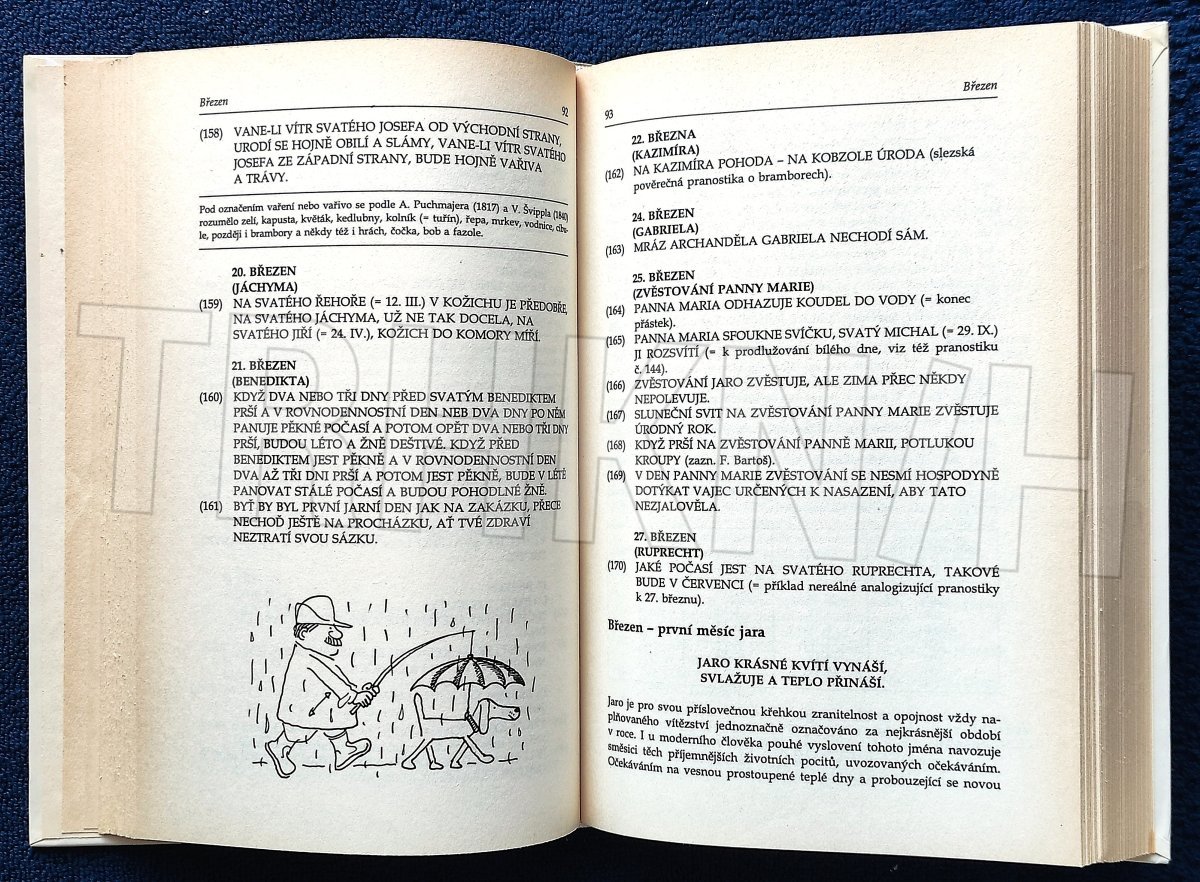 Březen
92
(158) VANE-LI VÍTR SVATÉHO JOSEFA OD VÝCHODNÍ STRANY,
URODÍ SE HOJNĚ OBILÍ A SLÁMY, VANE-LI VÍTR SVATÉHO
JOSEFA ZE ZÁPADNÍ STRANY, BUDE HOJNĚ VAŘIVA
A TRÁVY.
Pod označením vaření nebo vařivo se podle A. Puchmajera (1817) a V. Švippla (1840)
rozumělo zelí, kapusta, květák, kedlubny, kolník (= tuřín), řepa, mrkev, vodnice, cibu-
le, později i brambory a někdy též i hrách, čočka, bob a fazole.
20. BŘEZEN
(JÁCHYMA)
(159) NA SVATÉHO ŘEHOŘE (= 12. III.) V KOŽICHU JE PŘEDOBŘE,
NA SVATÉHO JÁCHYMA, UŽ NE TAK DOCELA, NA
SVATÉHO JIŘÍ (= 24. IV.), KOŽICH DO KOMORY MÍŘÍ.
21. BŘEZEN
(BENEDIKTA)
(160) KDYŽ DVA NEBO TŘI DNY PŘED SVATÝM BENEDIKTEM
PRŠÍ A V ROVNODENNOSTNÍ DEN NEB DVA DNY PO NĚM
PANUJE PĚKNÉ POČASÍ A POTOM OPĚT DVA NEBO TŘI DNY
PRŠÍ, BUDOU LÉTO A ŽNĚ DEŠTIVÉ. KDYŽ PŘED
BENEDIKTEM JEST PĚKNĚ A V ROVNODENNOSTNÍ DEN
DVA AŽ TŘI DNI PRŠÍ A POTOM JEST PĚKNĚ, BUDE V LÉTĚ
PANOVAT STÁLÉ POČASÍ A BUDOU POHODLNÉ ŽNĚ.
(161) BYŤ BY BYL PRVNÍ JARNÍ DEN JAK NA ZAKÁZKU, PŘECE
NECHOĎ JEŠTĚ NA PROCHÁZKU, AŤ TVÉ ZDRAVÍ
NEZTRATÍ SVOU SÁZKU.
93
Březen
22. BŘEZNA
(KAZIMÍRA)
(162) NA KAZIMÍRA POHODA – NA KOBZOLE ÚRODA (slezská
pověrečná pranostika o bramborech).
24. BŘEZEN
(GABRIELA)
(163) MRÁZ ARCHANDĚLA GABRIELA NECHODÍ SÁM.
25. BŘEZEN
(ZVĚSTOVÁNÍ PANNY MARIE)
(164) PANNA MARIA ODHAZUJE KOUDEL DO VODY (= konec
přástek).
(165) PANNA MARIA SFOUKNE SVÍČKU, SVATÝ MICHAL (= 29. IX.)
JI ROZSVÍTÍ (= k prodlužování bílého dne, viz též pranostiku
č. 144).
(166) ZVĚSTOVÁNÍ JARO ZVĚSTUJE, ALE ZIMA PŘEC NĚKDY
NEPOLEVUJE.
(167) SLUNEČNÍ SVIT NA ZVĚSTOVÁNÍ PANNY MARIE ZVĚSTUJE
ÚRODNÝ ROK.
(168) KDYŽ PRŠÍ NA ZVĚSTOVÁNÍ PANNĚ MARII, POTLUKOU
KROUPY (zazn. F. Bartoš).
(169) V DEN PANNY MARIE ZVĚSTOVÁNÍ SE NESMÍ HOSPODYNĚ
DOTÝKAT VAJEC URČENÝCH K NASAZENÍ, ABY TATO
NEZJALOVĚLA.
27. BŘEZEN
(RUPRECHT)
(170) JAKÉ POČASÍ JEST NA SVATÉHO RUPRECHTA, TAKOVÉ
BUDE V ČERVENCI (= příklad nereálné analogizující pranostiky
k 27. březnu).
Březen – první měsíc jara
JARO KRÁSNÉ KVÍTÍ VYNÁŠÍ,
SVLAŽUJE A TEPLO PŘINÁŠÍ.
Jaro je pro svou příslovečnou křehkou zranitelnost a opojnost vždy na-
plňovaného vítězství jednoznačně označováno za nejkrásnější období
v roce. I u moderního člověka pouhé vyslovení tohoto jména navozuje
směsici těch příjemnějších životních pocitů, uvozovaných očekáváním.
Očekáváním na vesnou prostoupené teplé dny a probouzející se novou
TRHKNIH